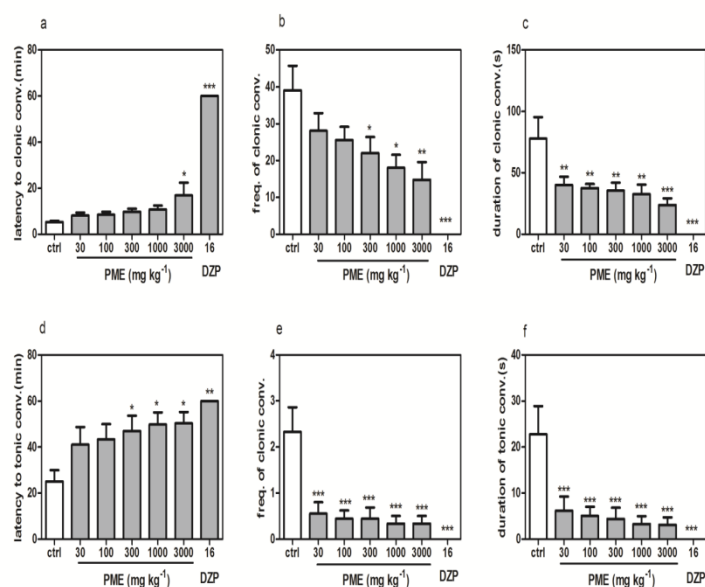 a
latency to clonic conv.(min)
80
60
40
20
0
***
*
ctrl 30 100 300 1000 3000 16
PME (mg kg-1) DZP
b
freq. of clonic conv.
50
40
30
20
10
0
* * ** ***
ctrl 30 100 300 1000 3000 16
PME (mg kg-1) DZP
c
duration of clonic conv.(s)
150
100
50
0
** ** ** ** *** ***
ctrl 30 100 300 1000 3000 16
PME (mg kg-1) DZP
d
latency to tonic conv.(min)
80
60
40
20
0
* * * **
ctrl 30 100 300 1000 3000 16
PME (mg kg-1) DZP
e
freq. of clonic conv.
4
3
2
1
0
*** *** *** *** *** ***
ctrl 30 100 300 1000 3000 16
PME (mg kg-1) DZP
f
duration of tonic conv.(s)
40
30
20
10
0
*** *** *** *** *** ***
ctrl 30 100 300 1000 3000 16
PME (mg kg-1) DZP